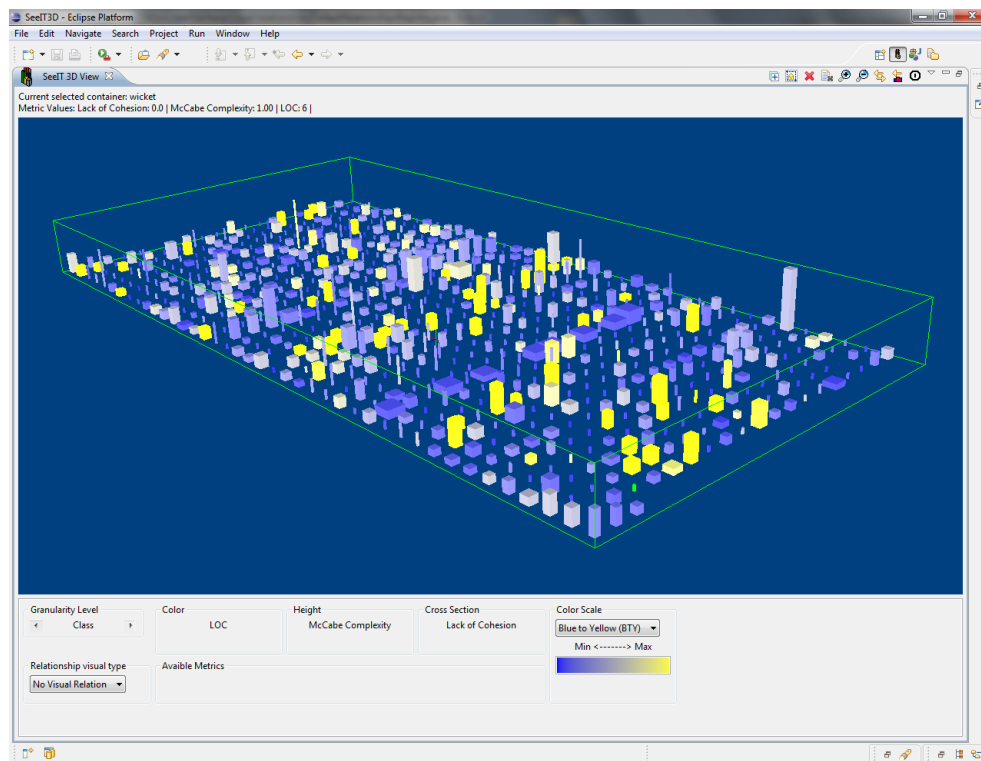 SeeIT3D - Eclipse Platform
File Edit Navigate Search Project Run Window Help
SeeIT 3D View
Current selected container: wicket
Metric Values: Lack of Cohesion: 0.0 | McCabe Complexity: 1.00 | LOC: 6 |
Granularity Level
< Class >
Color
LOC
Height
McCabe Complexity
Cross Section
Lack of Cohesion
Color Scale
Blue to Yellow (BTY)
Min <-------> Max
Relationship visual type
No Visual Relation
Avaible Metrics